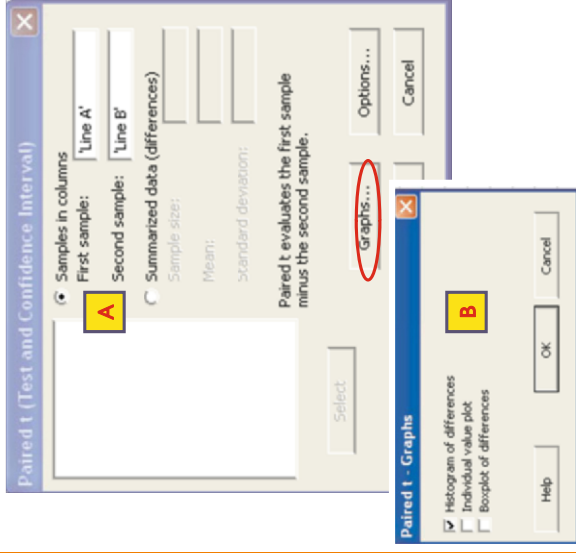 Paired t (Test and Confidence Interval)
Samples in columns
First sample: 'Line A'
Second sample: 'Line B'
Summarized data (differences)
Sample size:
Mean:
Standard deviation:
Paired t evaluates the first sample
minus the second sample.
Select
Graphs...
Options...
Cancel
A
Paired t - Graphs
Histogram of differences
Individual value plot
Boxplot of differences
B
Help
OK
Cancel